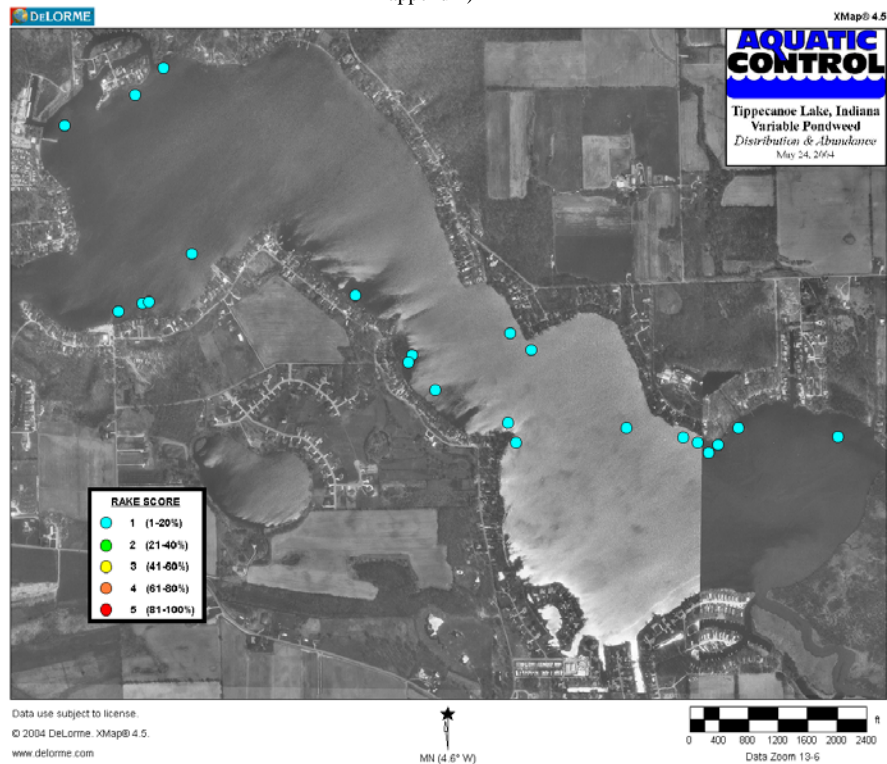 DELORME
XMap® 4.5
AQUATIC
CONTROL
Tippecanoe Lake, Indiana
Variable Pondweed
Distribution & Abundance
May 24, 2004
RAKE SCORE
1 (1-20%)
2 (21-40%)
3 (41-60%)
4 (61-80%)
5 (81-100%)
Data use subject to license.
© 2004 DeLorme. XMap® 4.5.
www.delorme.com
MN (4.6° W)
ft
0 400 800 1200 1600 2000 2400
Data Zoom 13-6